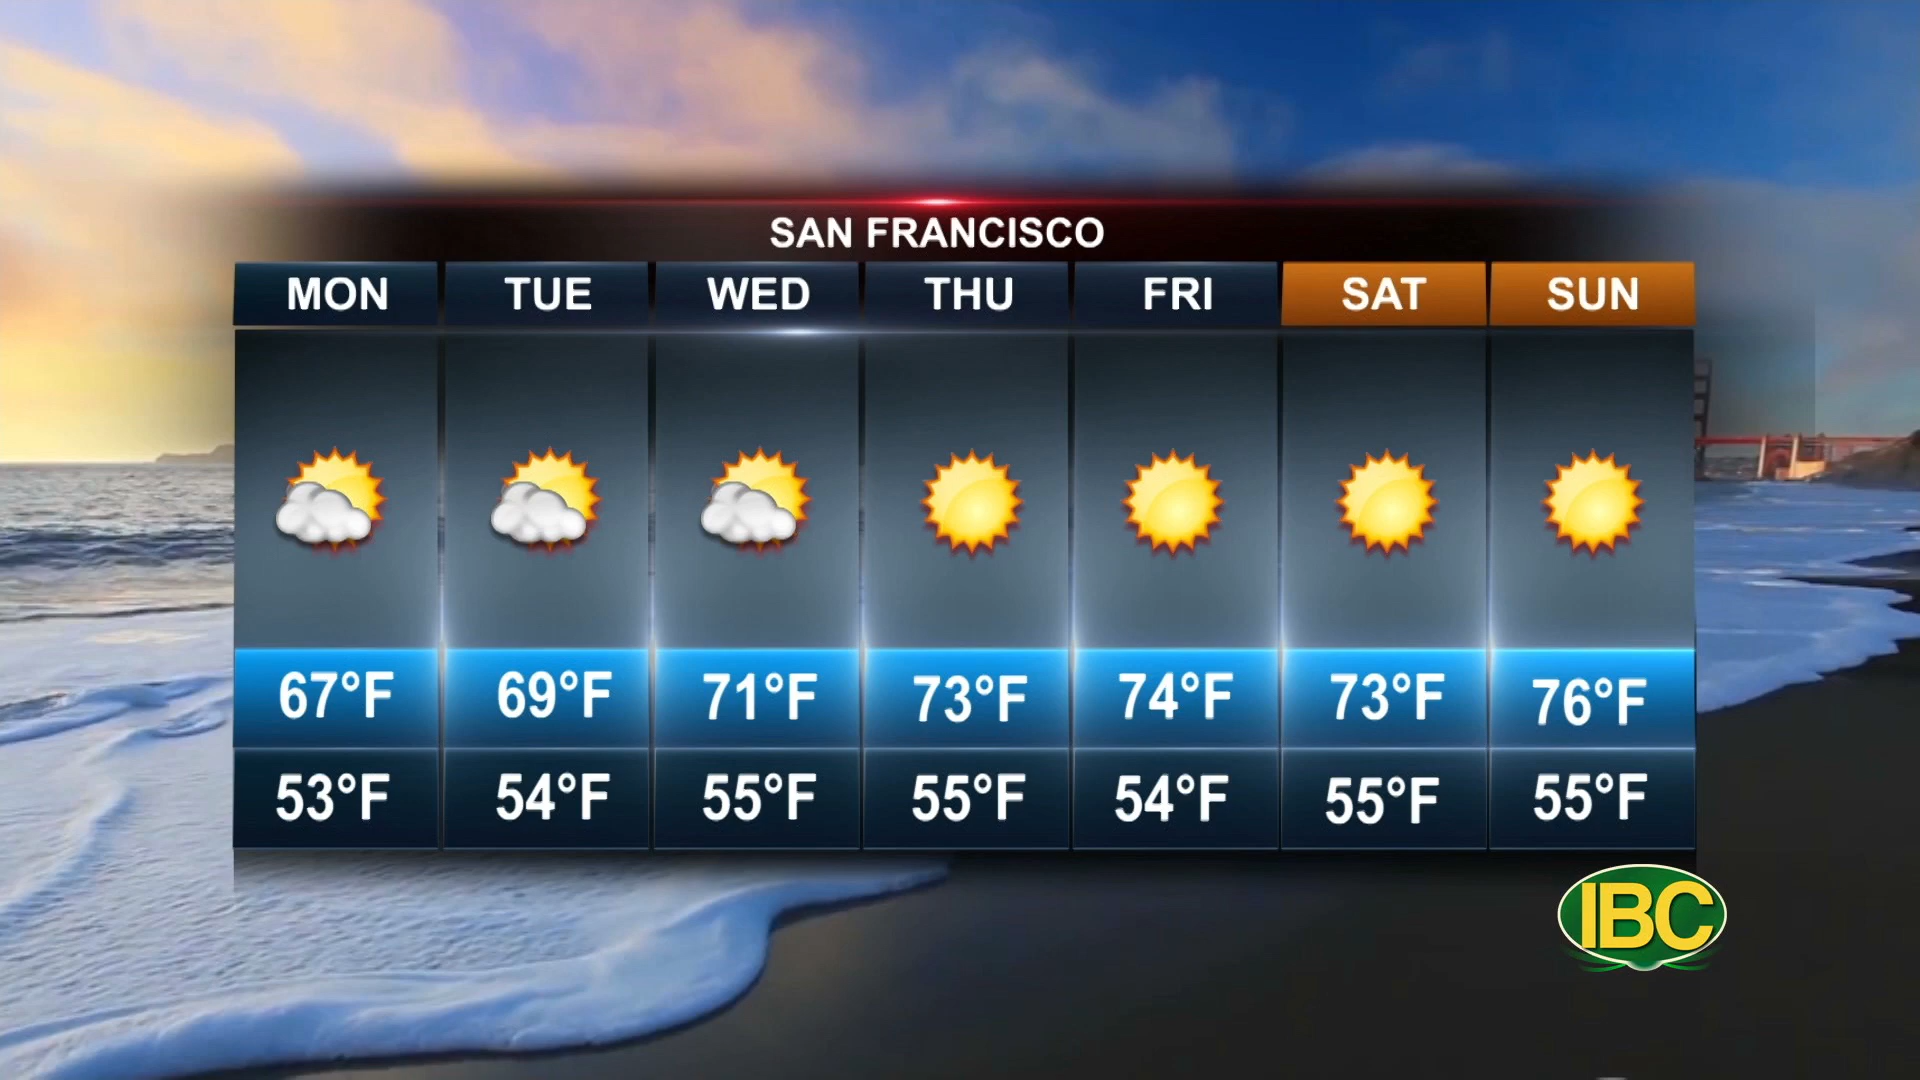 SAN FRANCISCO
MON TUE WED THU FRI SAT SUN
67°F 69°F 71°F 73°F 74°F 73°F 76°F
53°F 54°F 55°F 55°F 54°F 55°F 55°F
IBC